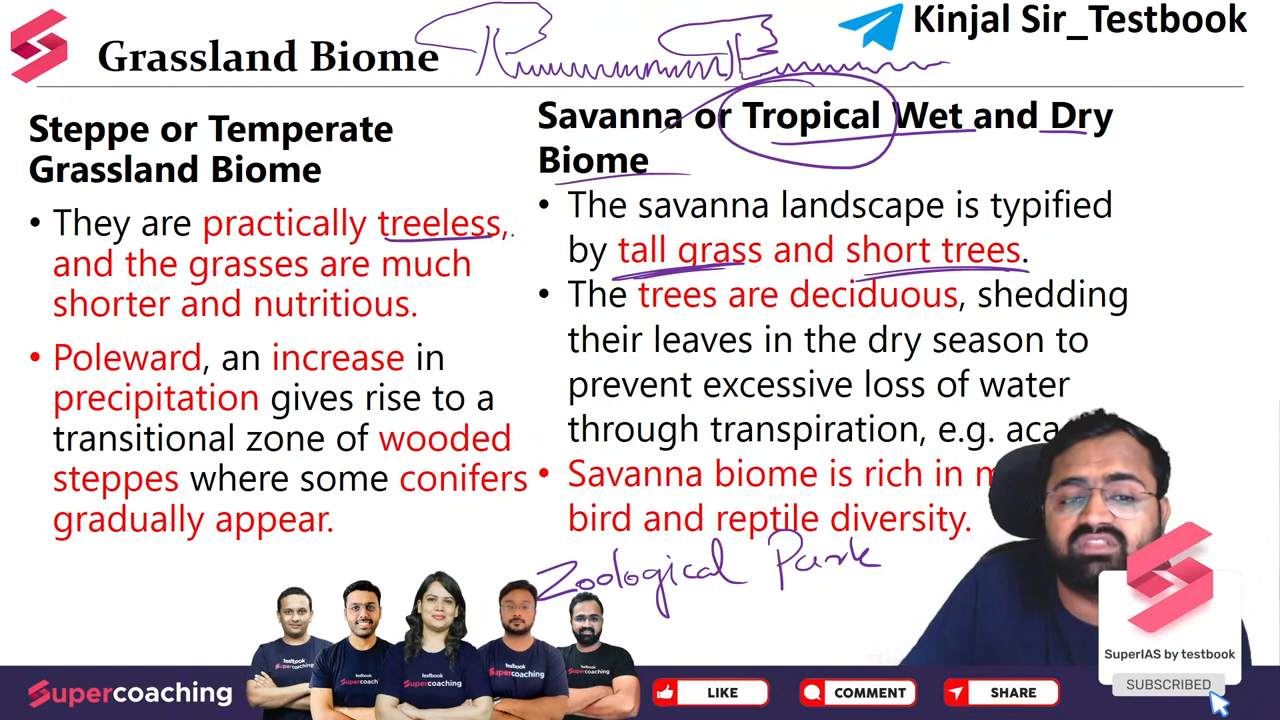 Kinjal Sir_Testbook
Grassland Biome
Steppe or Temperate
Grassland Biome
• They are practically treeless,
and the grasses are much
shorter and nutritious.
• Poleward, an increase in
precipitation gives rise to a
transitional zone of wooded
steppes where some conifers
gradually appear.
Savanna or Tropical Wet and Dry
Biome
• The savanna landscape is typified
by tall grass and short trees.
• The trees are deciduous, shedding
their leaves in the dry season to
prevent excessive loss of water
through transpiration, e.g.
• Savanna biome is rich in
bird and reptile diversity.
Zoological Park
testbook
Supercoaching
LIKE
COMMENT
SHARE
SuperIAS by testbook
SUBSCRIBED